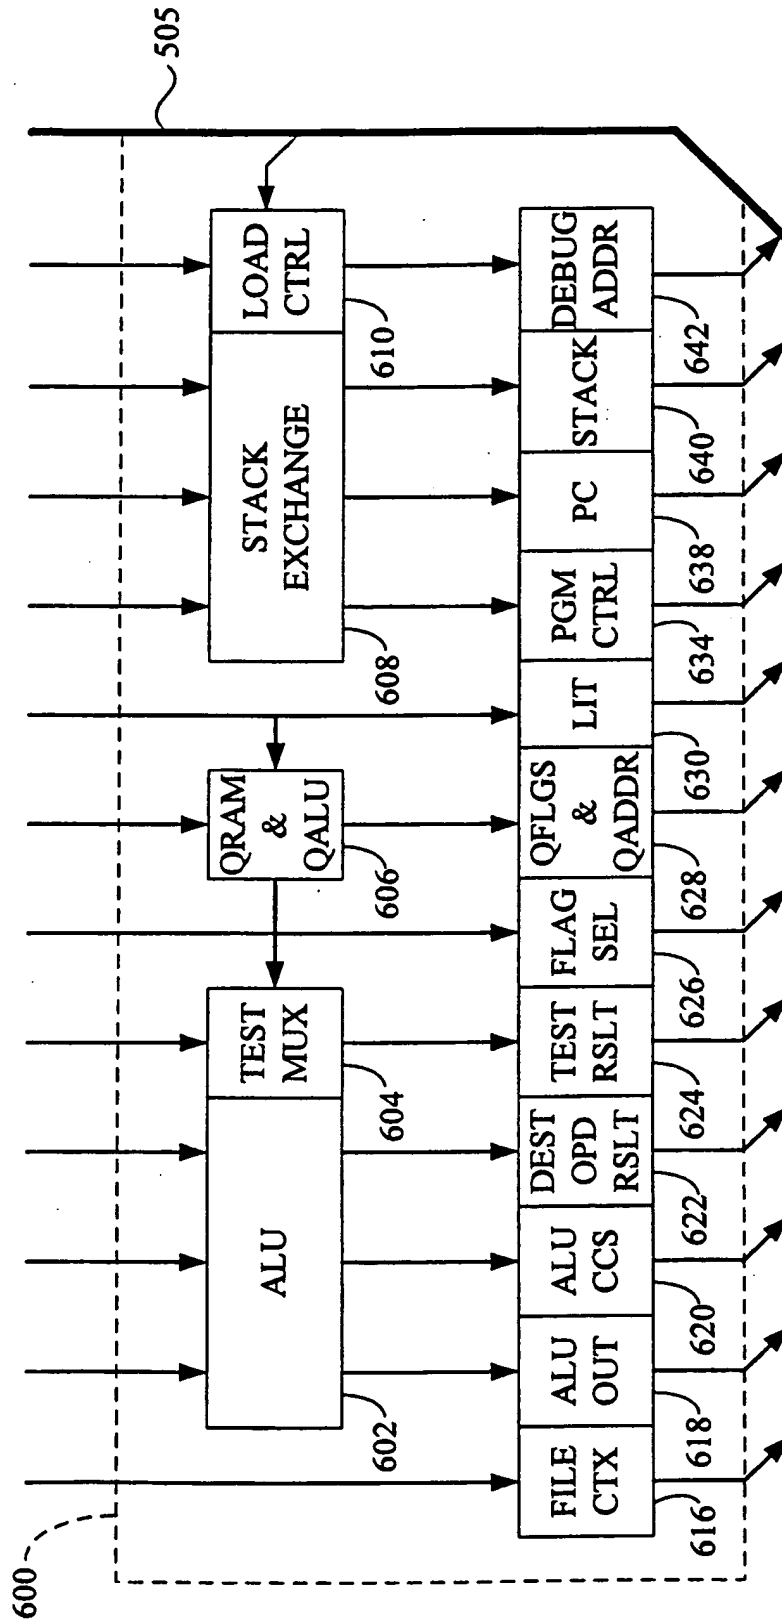 600
505
ALU
TEST
MUX
QRAM
&
QALU
STACK
EXCHANGE
LOAD
CTRL
602
604
606
608
610
FILE
CTX
ALU
OUT
ALU
CCS
DEST
OPD
RSLT
TEST
RSLT
FLAG
SEL
QFLGS
&
QADDR
LIT
PGM
CTRL
PC
STACK
DEBUG
ADDR
616
618
620
622
624
626
628
630
634
638
640
642